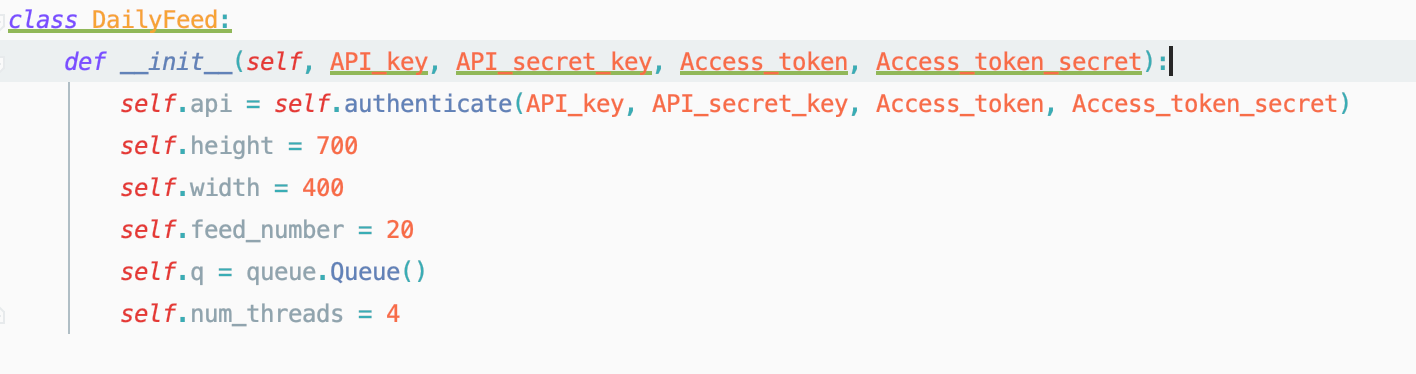 class DailyFeed:
    def __init__(self, API_key, API_secret_key, Access_token, Access_token_secret):
        self.api = self.authenticate(API_key, API_secret_key, Access_token, Access_token_secret)
        self.height = 700
        self.width = 400
        self.feed_number = 20
        self.q = queue.Queue()
        self.num_threads = 4